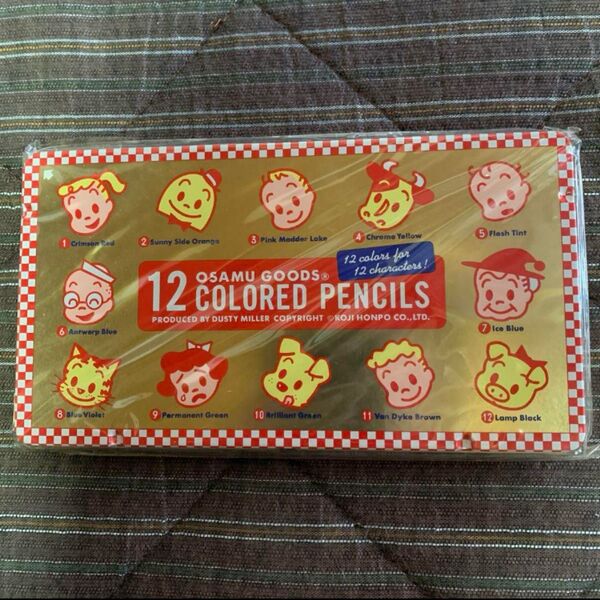 1 Crimson Red
2 Sunny Side Orange
3 Pink Madder Lake
4 Chrome Yellow
5 Flesh Tint
12 colors for
12 characters!
OSAMU GOODS®
12 COLORED PENCILS
PRODUCED BY DUSTY MILLER COPYRIGHT © KOJI HONPO CO., LTD.
6 Antwerp Blue
7 Ice Blue
8 Blue Violet
9 Permanent Green
10 Brilliant Green
11 Van Dyke Brown
12 Lamp Black